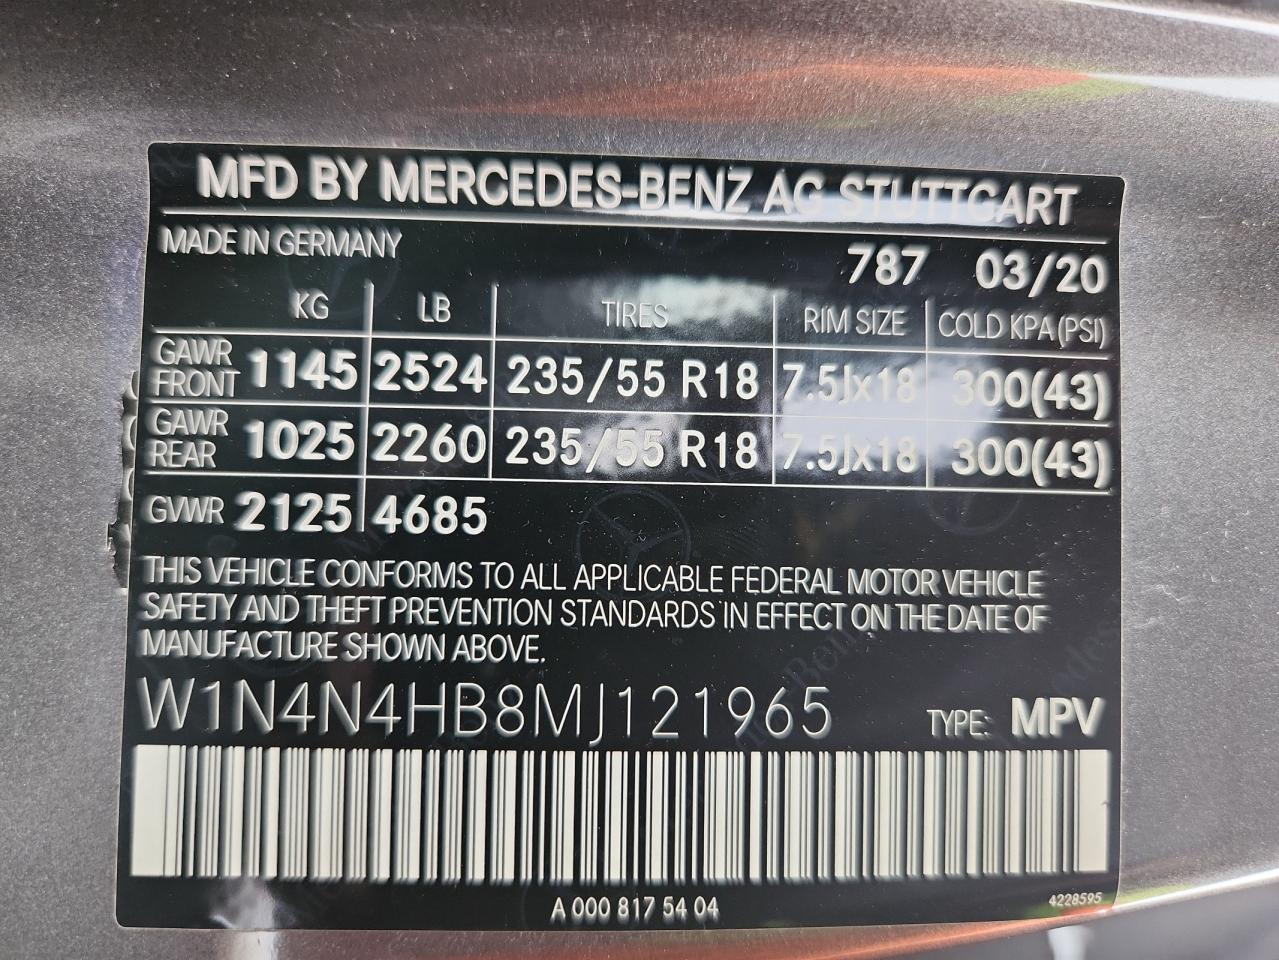 MFD BY MERCEDES-BENZ AG STUTTGART
MADE IN GERMANY 787 03/20
KG LB TIRES RIM SIZE COLD KPA (PSI)
GAWR FRONT 1145 2524 235/55 R18 7.5Jx18 300(43)
GAWR REAR 1025 2260 235/55 R18 7.5Jx18 300(43)
GVWR 2125 4685
THIS VEHICLE CONFORMS TO ALL APPLICABLE FEDERAL MOTOR VEHICLE
SAFETY AND THEFT PREVENTION STANDARDS IN EFFECT ON THE DATE OF
MANUFACTURE SHOWN ABOVE.
W1N4N4HB8MJ121965 TYPE: MPV
A 000 817 54 04
4228595